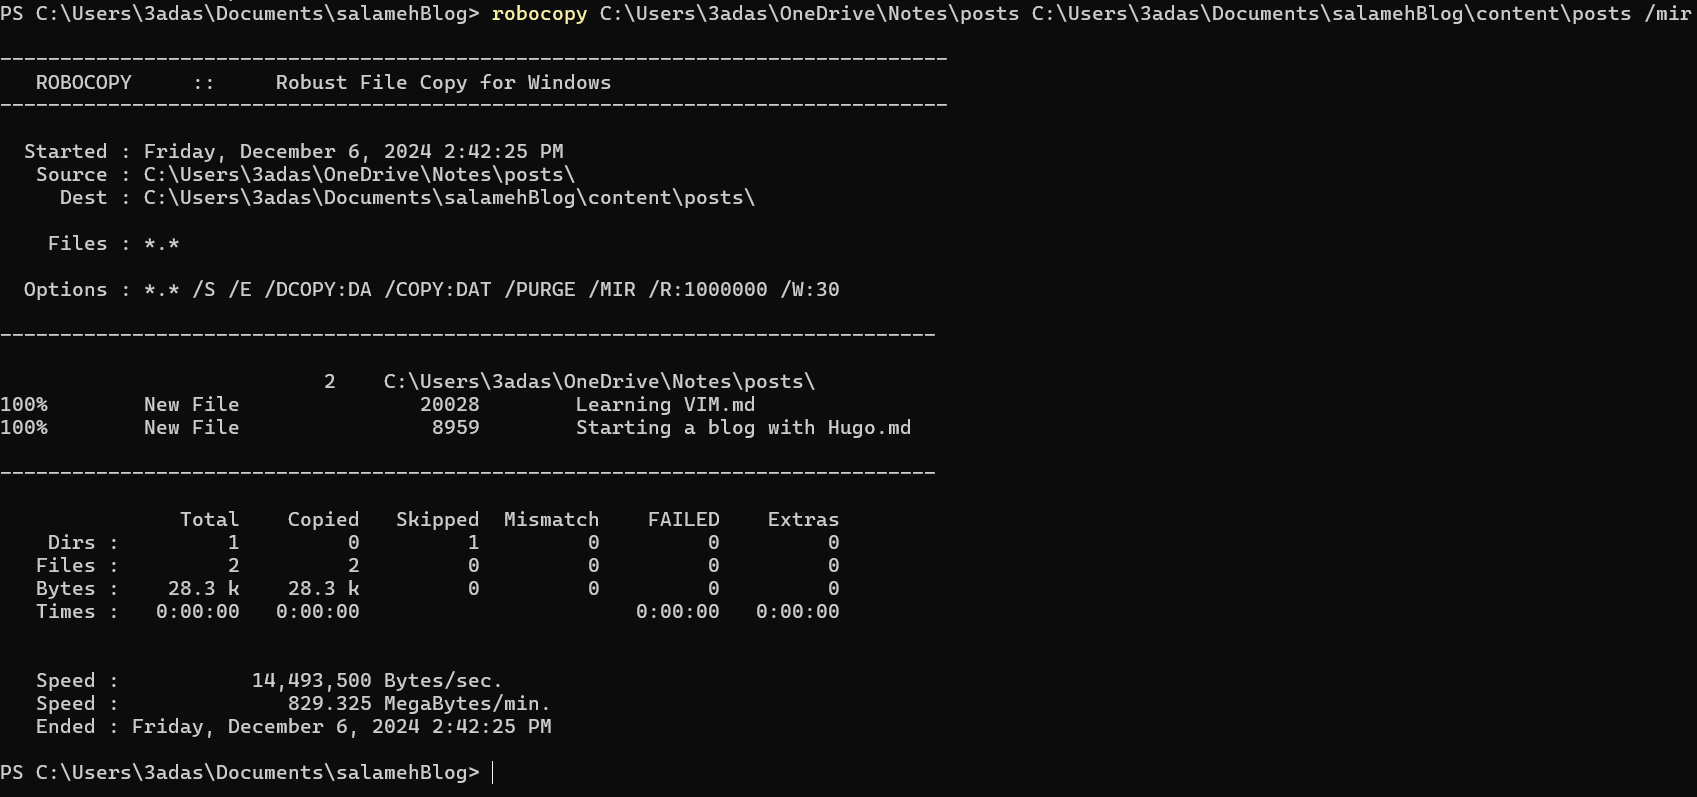 PS C:\Users\3adas\Documents\salamehBlog> robocopy C:\Users\3adas\OneDrive\Notes\posts C:\Users\3adas\Documents\salamehBlog\content\posts /mir
-------------------------------------------------------------------------------
   ROBOCOPY     ::     Robust File Copy for Windows
-------------------------------------------------------------------------------
  Started : Friday, December 6, 2024 2:42:25 PM
   Source : C:\Users\3adas\OneDrive\Notes\posts\
     Dest : C:\Users\3adas\Documents\salamehBlog\content\posts\
    Files : *.*
  Options : *.* /S /E /DCOPY:DA /COPY:DAT /PURGE /MIR /R:1000000 /W:30
------------------------------------------------------------------------------
                           2    C:\Users\3adas\OneDrive\Notes\posts\
100%        New File               20028        Learning VIM.md
100%        New File                8959        Starting a blog with Hugo.md
------------------------------------------------------------------------------
               Total    Copied   Skipped  Mismatch    FAILED    Extras
    Dirs :         1         0         1         0         0         0
   Files :         2         2         0         0         0         0
   Bytes :    28.3 k    28.3 k         0         0         0         0
   Times :   0:00:00   0:00:00                       0:00:00   0:00:00
   Speed :           14,493,500 Bytes/sec.
   Speed :              829.325 MegaBytes/min.
   Ended : Friday, December 6, 2024 2:42:25 PM
PS C:\Users\3adas\Documents\salamehBlog>